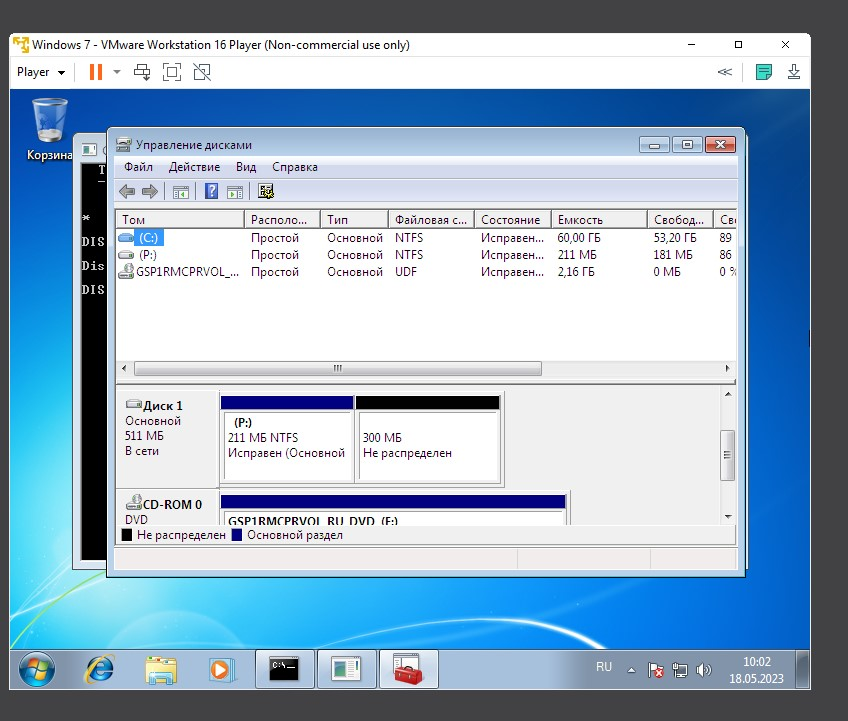 Windows 7 - VMware Workstation 16 Player (Non-commercial use only)
Player
Корзина
Управление дисками
Файл Действие Вид Справка
T
*
DIS
Dis
DIS
Том Располо... Тип Файловая с... Состояние Емкость Свобод... Сво
(C:) Простой Основной NTFS Исправен... 60,00 ГБ 53,20 ГБ 89
(P:) Простой Основной NTFS Исправен... 211 МБ 181 МБ 86
GSP1RMCPRVOL_... Простой Основной UDF Исправен... 2,16 ГБ 0 МБ 0 %
Диск 1
Основной
511 МБ
В сети
(P:)
211 МБ NTFS
Исправен (Основной
300 МБ
Не распределен
CD-ROM 0
DVD
GSP1RMCPRVOL_RU_DVD (E:)
Не распределен Основной раздел
C:\
RU
10:02
18.05.2023